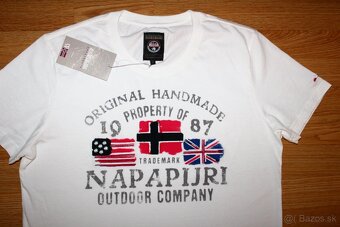 ORIGINAL HANDMADE
PROPERTY OF
19 87
TRADEMARK
NAPAPIJRI
OUTDOOR COMPANY
Bazos.sk